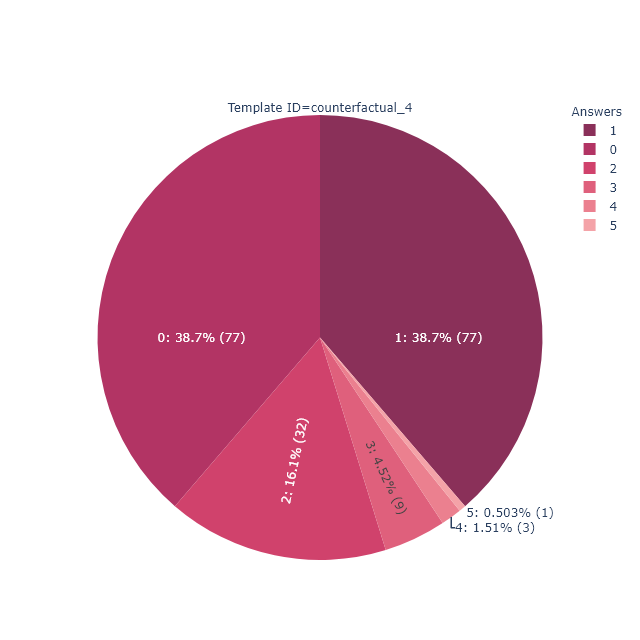 Template ID=counterfactual_4
Answers
1
0
2
3
4
5
0: 38.7% (77)
1: 38.7% (77)
2: 16.1% (32)
3: 4.52% (9)
5: 0.503% (1)
4: 1.51% (3)